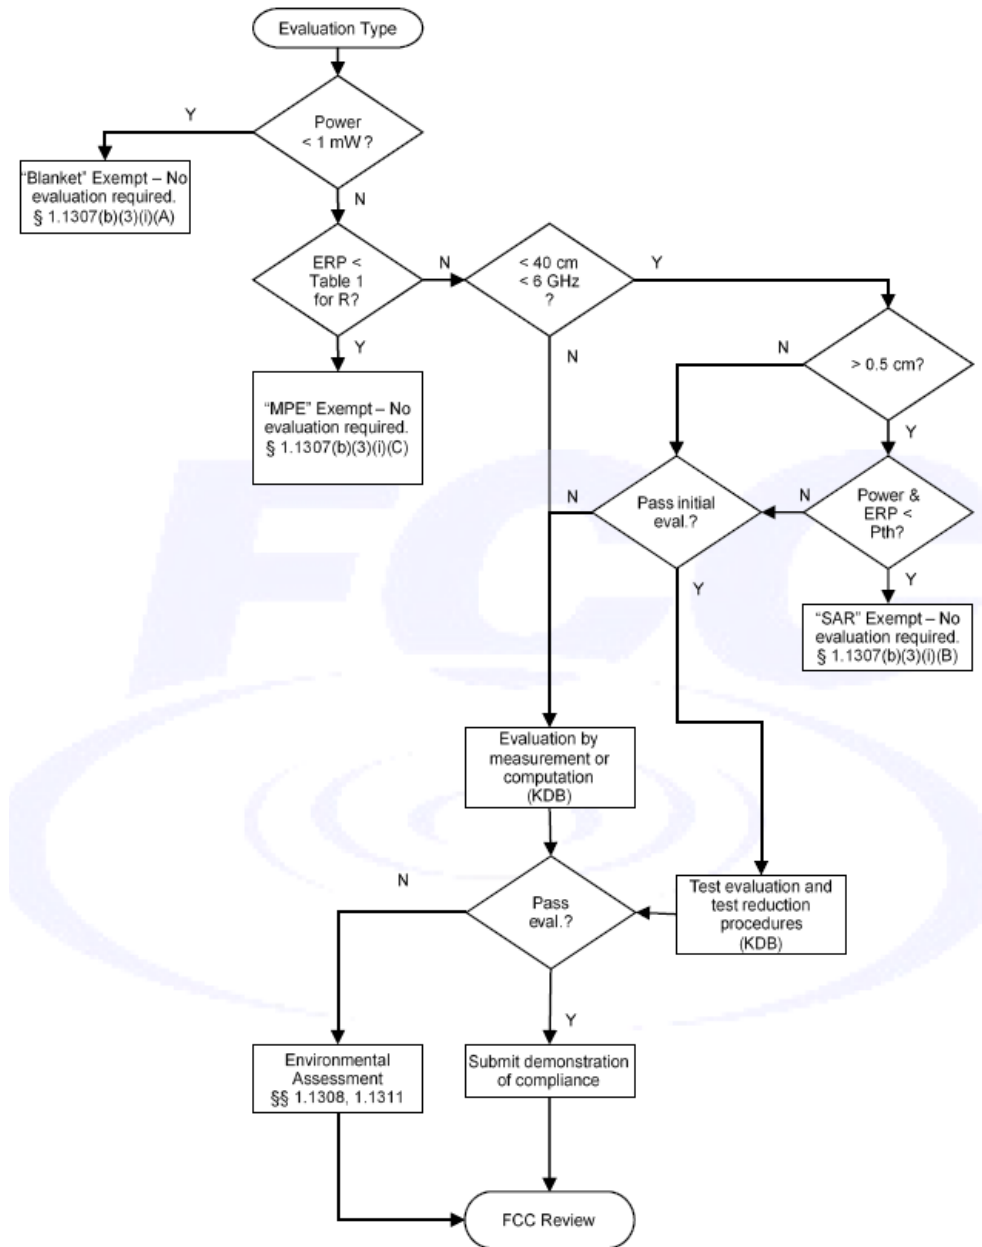 Evaluation Type
Y
Power
< 1 mW ?
“Blanket” Exempt – No
evaluation required.
§ 1.1307(b)(3)(i)(A)
N
ERP <
Table 1
for R?
N
< 40 cm
< 6 GHz
?
Y
Y
N
N
> 0.5 cm?
“MPE” Exempt – No
evaluation required.
§ 1.1307(b)(3)(i)(C)
Y
N
Pass initial
eval.?
N
Power &
ERP <
Pth?
Y
Y
“SAR” Exempt – No
evaluation required.
§ 1.1307(b)(3)(i)(B)
FCC
Evaluation by
measurement or
computation
(KDB)
N
Pass
eval.?
Test evaluation and
test reduction
procedures
(KDB)
Y
Environmental
Assessment
§§ 1.1308, 1.1311
Submit demonstration
of compliance
FCC Review